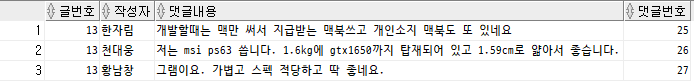 글번호 작성자 댓글내용 댓글번호
1 13 한자림 개발할때는 맥만 써서 지급받는 맥북쓰고 개인소지 맥북도 또 있네요 25
2 13 천대웅 저는 msi ps63 씁니다. 1.6kg에 gtx1650까지 탑재되어 있고 1.59cm로 얇아서 좋습니다. 26
3 13 황남창 그램이요. 가볍고 스펙 적당하고 딱 좋네요. 27